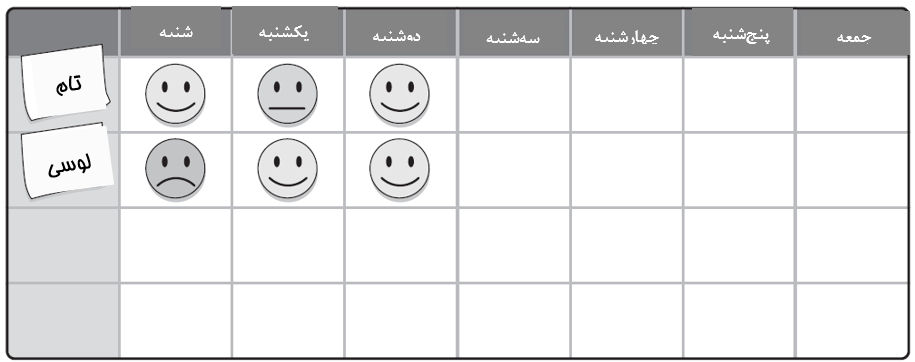 شنبه
یکشنبه
دوشنبه
سه‌شنبه
چهارشنبه
پنج‌شنبه
جمعه
تام
لوسی